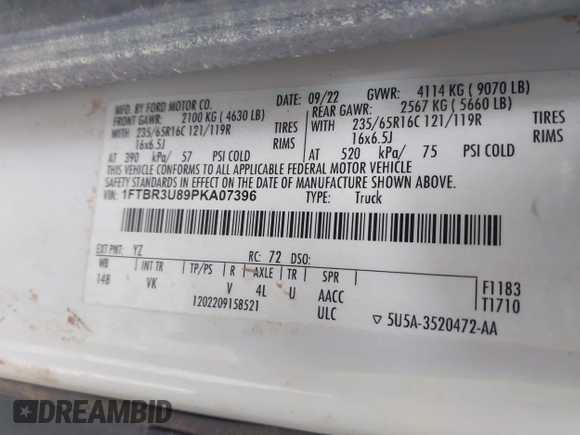 MFD. BY FORD MOTOR CO. 09/22 GVWR: 4114 KG ( 9070 LB)
FRONT GAWR: 2100 KG ( 4630 LB) REAR GAWR: 2567 KG ( 5660 LB)
WITH 235/65R16C 121/119R TIRES WITH 235/65R16C 121/119R TIRES
16x6.5J RIMS 16x6.5J RIMS
AT 390 kPa/ 57 PSI COLD AT 520 kPa/ 75 PSI COLD
THIS VEHICLE CONFORMS TO ALL APPLICABLE FEDERAL MOTOR VEHICLE
SAFETY STANDARDS IN EFFECT ON THE DATE OF MANUFACTURE SHOWN ABOVE.
VIN: 1FTBR3U89PKA07396 TYPE: Truck
EXT PNT: YZ RC: 72 DSO:
WB INT TR TP/PS R AXLE TR SPR F1183
14B VK V 4L U AACC T1710
1202209158521 ULC ▽ 5U5A-3520472-AA
DREAMBID